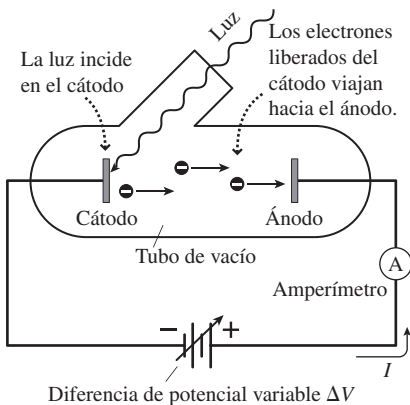 Luz
La luz incide
en el cátodo
Los electrones
liberados del
cátodo viajan
hacia el ánodo.
Cátodo
Ánodo
Tubo de vacío
A
Amperímetro
− +
I
Diferencia de potencial variable ΔV